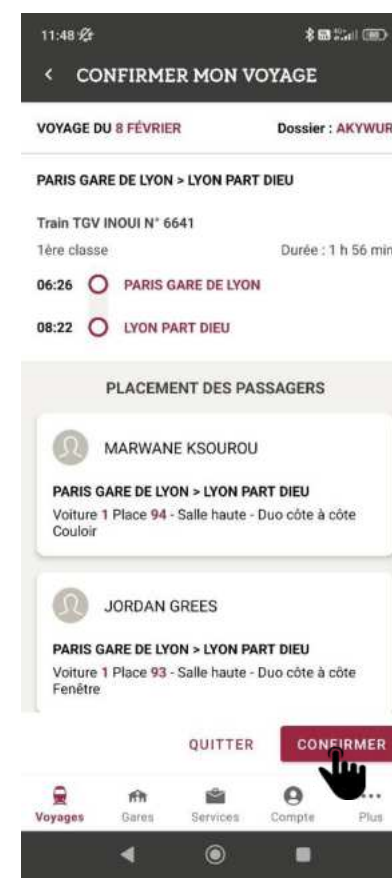 11:48
CONFIRMER MON VOYAGE
VOYAGE DU 8 FÉVRIER Dossier : AKYWUR
PARIS GARE DE LYON > LYON PART DIEU
Train TGV INOUI N° 6641
1ère classe Durée : 1 h 56 min
06:26 PARIS GARE DE LYON
08:22 LYON PART DIEU
PLACEMENT DES PASSAGERS
MARWANE KSOUROU
PARIS GARE DE LYON > LYON PART DIEU
Voiture 1 Place 94 - Salle haute - Duo côte à côte
Couloir
JORDAN GREES
PARIS GARE DE LYON > LYON PART DIEU
Voiture 1 Place 93 - Salle haute - Duo côte à côte
Fenêtre
QUITTER CONFIRMER
Voyages Gares Services Compte Plus